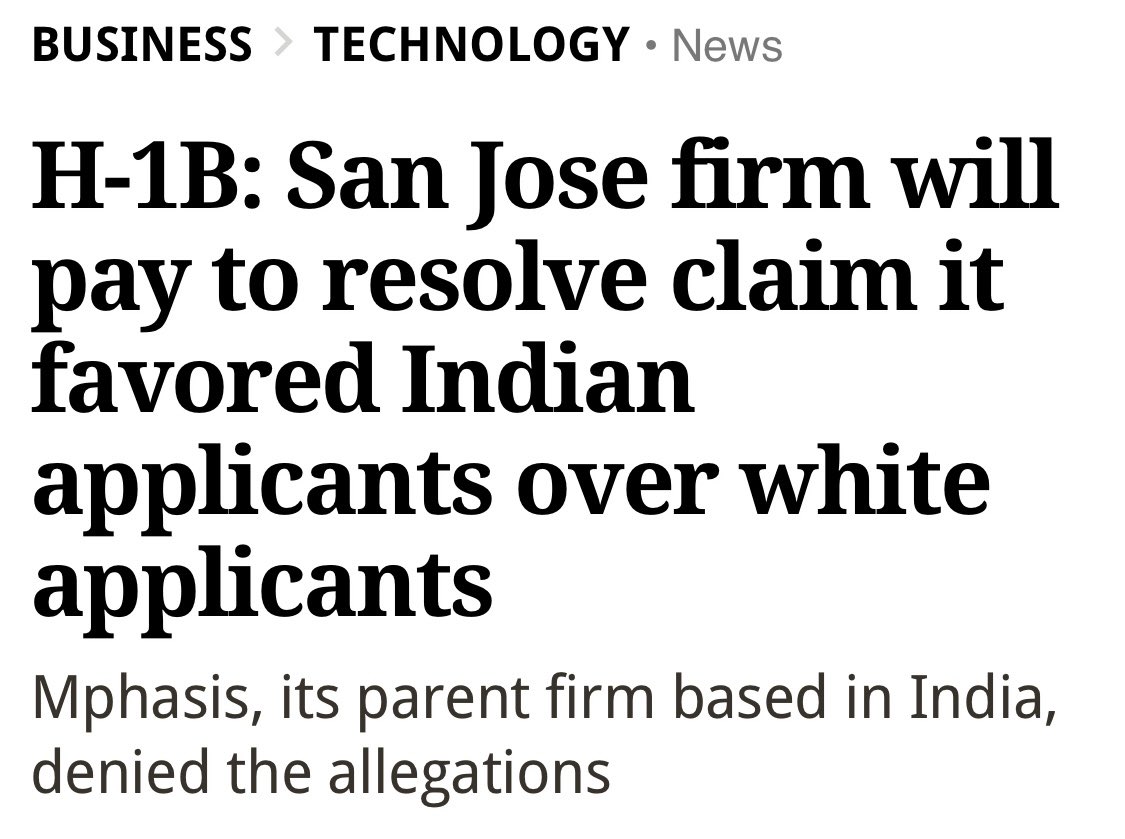 BUSINESS > TECHNOLOGY • News
H-1B: San Jose firm will
pay to resolve claim it
favored Indian
applicants over white
applicants
Mphasis, its parent firm based in India,
denied the allegations